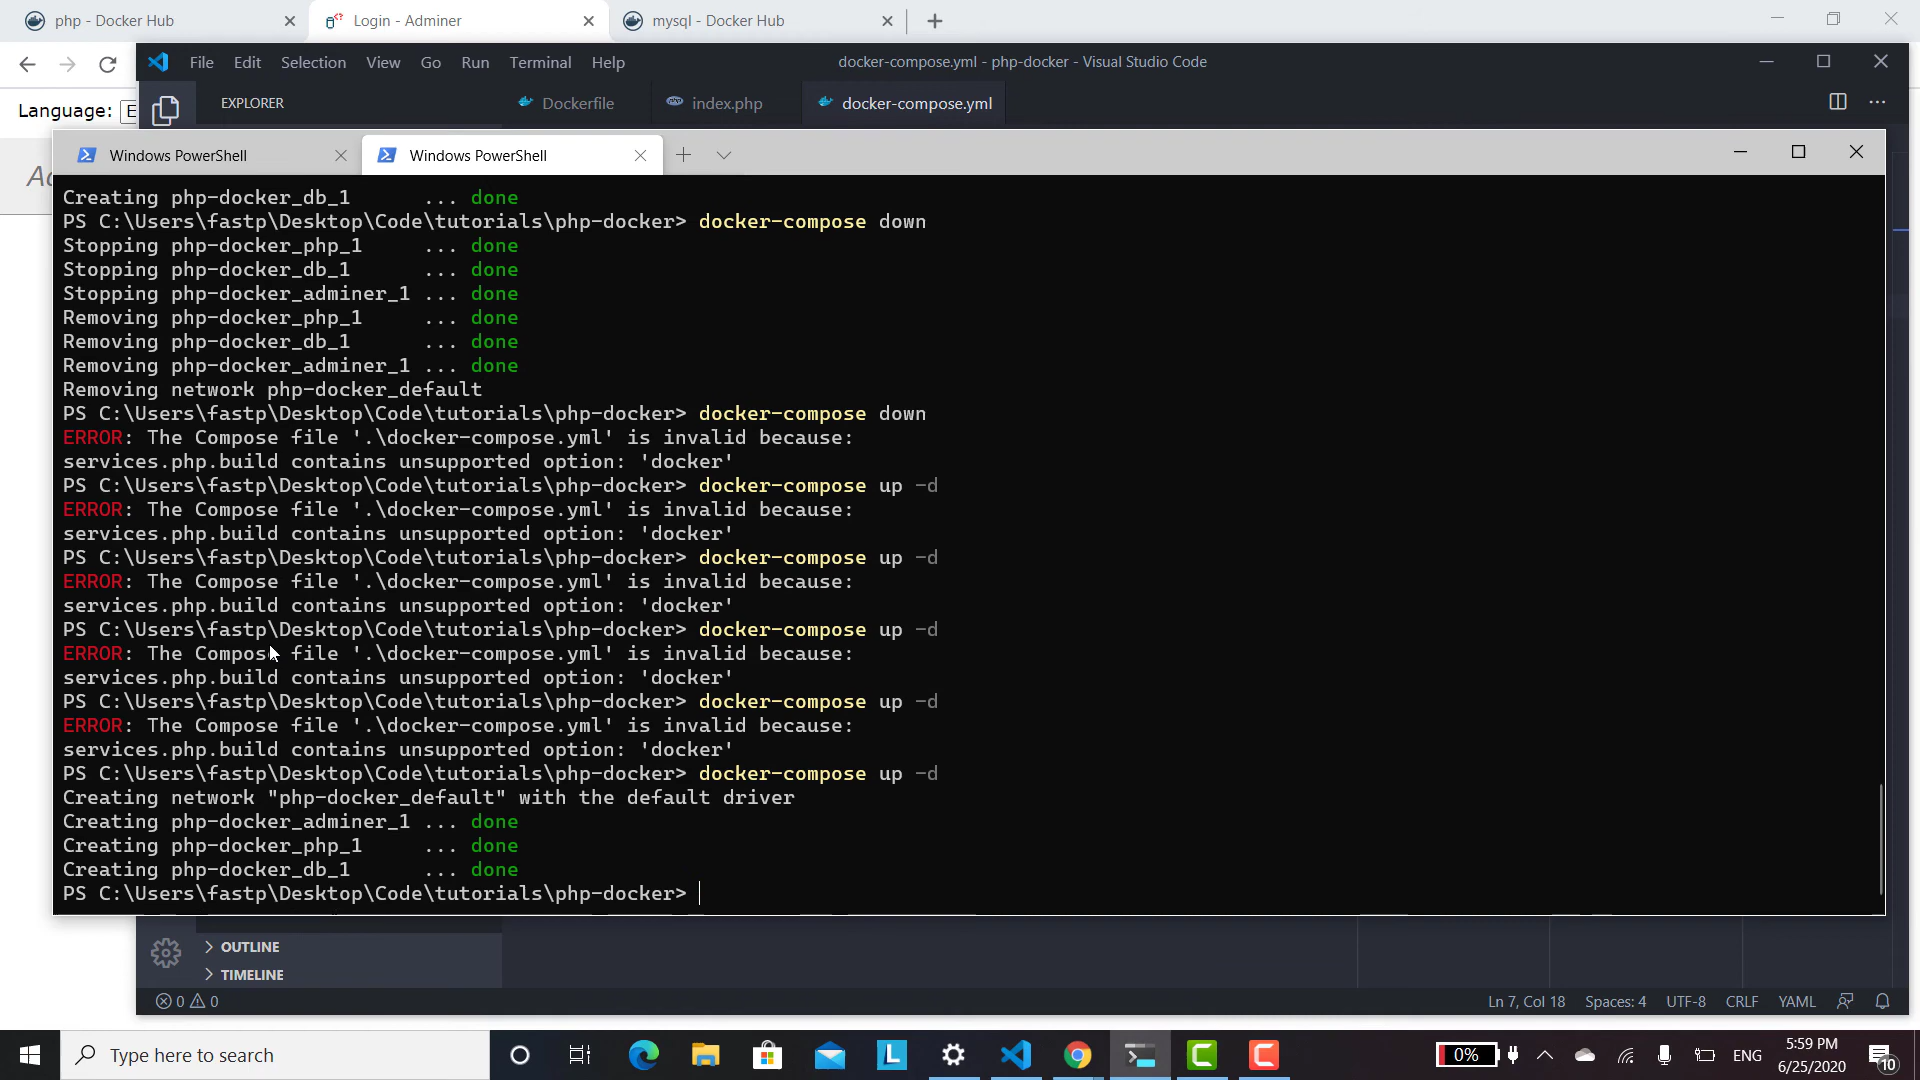 php - Docker Hub
Login - Adminer
mysql - Docker Hub
File Edit Selection View Go Run Terminal Help
docker-compose.yml - php-docker - Visual Studio Code
Language: E
EXPLORER
Dockerfile
index.php
docker-compose.yml
Windows PowerShell
Windows PowerShell
Creating php-docker_db_1      ... done
PS C:\Users\fastp\Desktop\Code\tutorials\php-docker> docker-compose down
Stopping php-docker_php_1     ... done
Stopping php-docker_db_1      ... done
Stopping php-docker_adminer_1 ... done
Removing php-docker_php_1     ... done
Removing php-docker_db_1      ... done
Removing php-docker_adminer_1 ... done
Removing network php-docker_default
PS C:\Users\fastp\Desktop\Code\tutorials\php-docker> docker-compose down
ERROR: The Compose file '.\docker-compose.yml' is invalid because:
services.php.build contains unsupported option: 'docker'
PS C:\Users\fastp\Desktop\Code\tutorials\php-docker> docker-compose up -d
ERROR: The Compose file '.\docker-compose.yml' is invalid because:
services.php.build contains unsupported option: 'docker'
PS C:\Users\fastp\Desktop\Code\tutorials\php-docker> docker-compose up -d
ERROR: The Compose file '.\docker-compose.yml' is invalid because:
services.php.build contains unsupported option: 'docker'
PS C:\Users\fastp\Desktop\Code\tutorials\php-docker> docker-compose up -d
ERROR: The Compose file '.\docker-compose.yml' is invalid because:
services.php.build contains unsupported option: 'docker'
PS C:\Users\fastp\Desktop\Code\tutorials\php-docker> docker-compose up -d
ERROR: The Compose file '.\docker-compose.yml' is invalid because:
services.php.build contains unsupported option: 'docker'
PS C:\Users\fastp\Desktop\Code\tutorials\php-docker> docker-compose up -d
Creating network "php-docker_default" with the default driver
Creating php-docker_adminer_1 ... done
Creating php-docker_php_1     ... done
Creating php-docker_db_1      ... done
PS C:\Users\fastp\Desktop\Code\tutorials\php-docker>
OUTLINE
TIMELINE
0 0
Ln 7, Col 18 Spaces: 4 UTF-8 CRLF YAML
Type here to search
0%
ENG
5:59 PM
6/25/2020
10